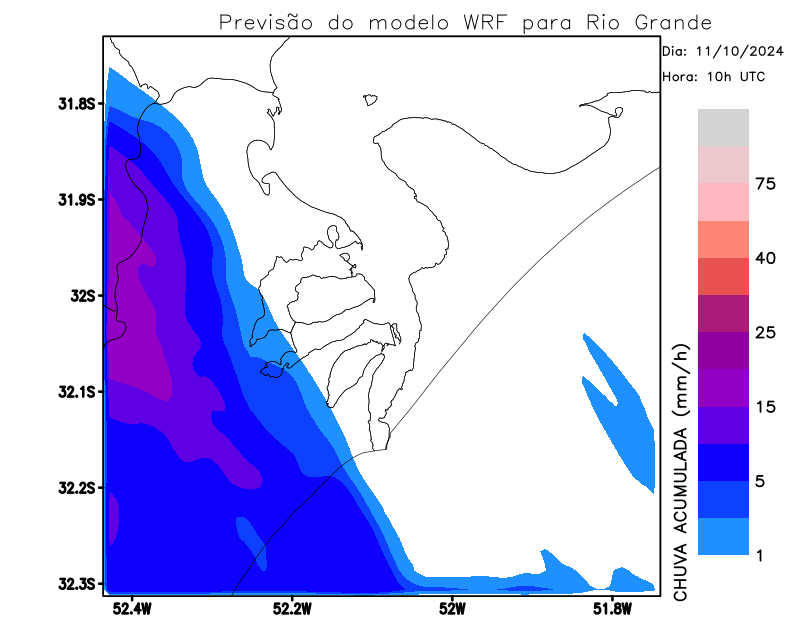 Previsão do modelo WRF para Rio Grande
Dia: 11/10/2024
Hora: 10h UTC
31.8S
31.9S
32S
32.1S
32.2S
32.3S
52.4W
52.2W
52W
51.8W
75
40
25
15
5
1
CHUVA ACUMULADA (mm/h)